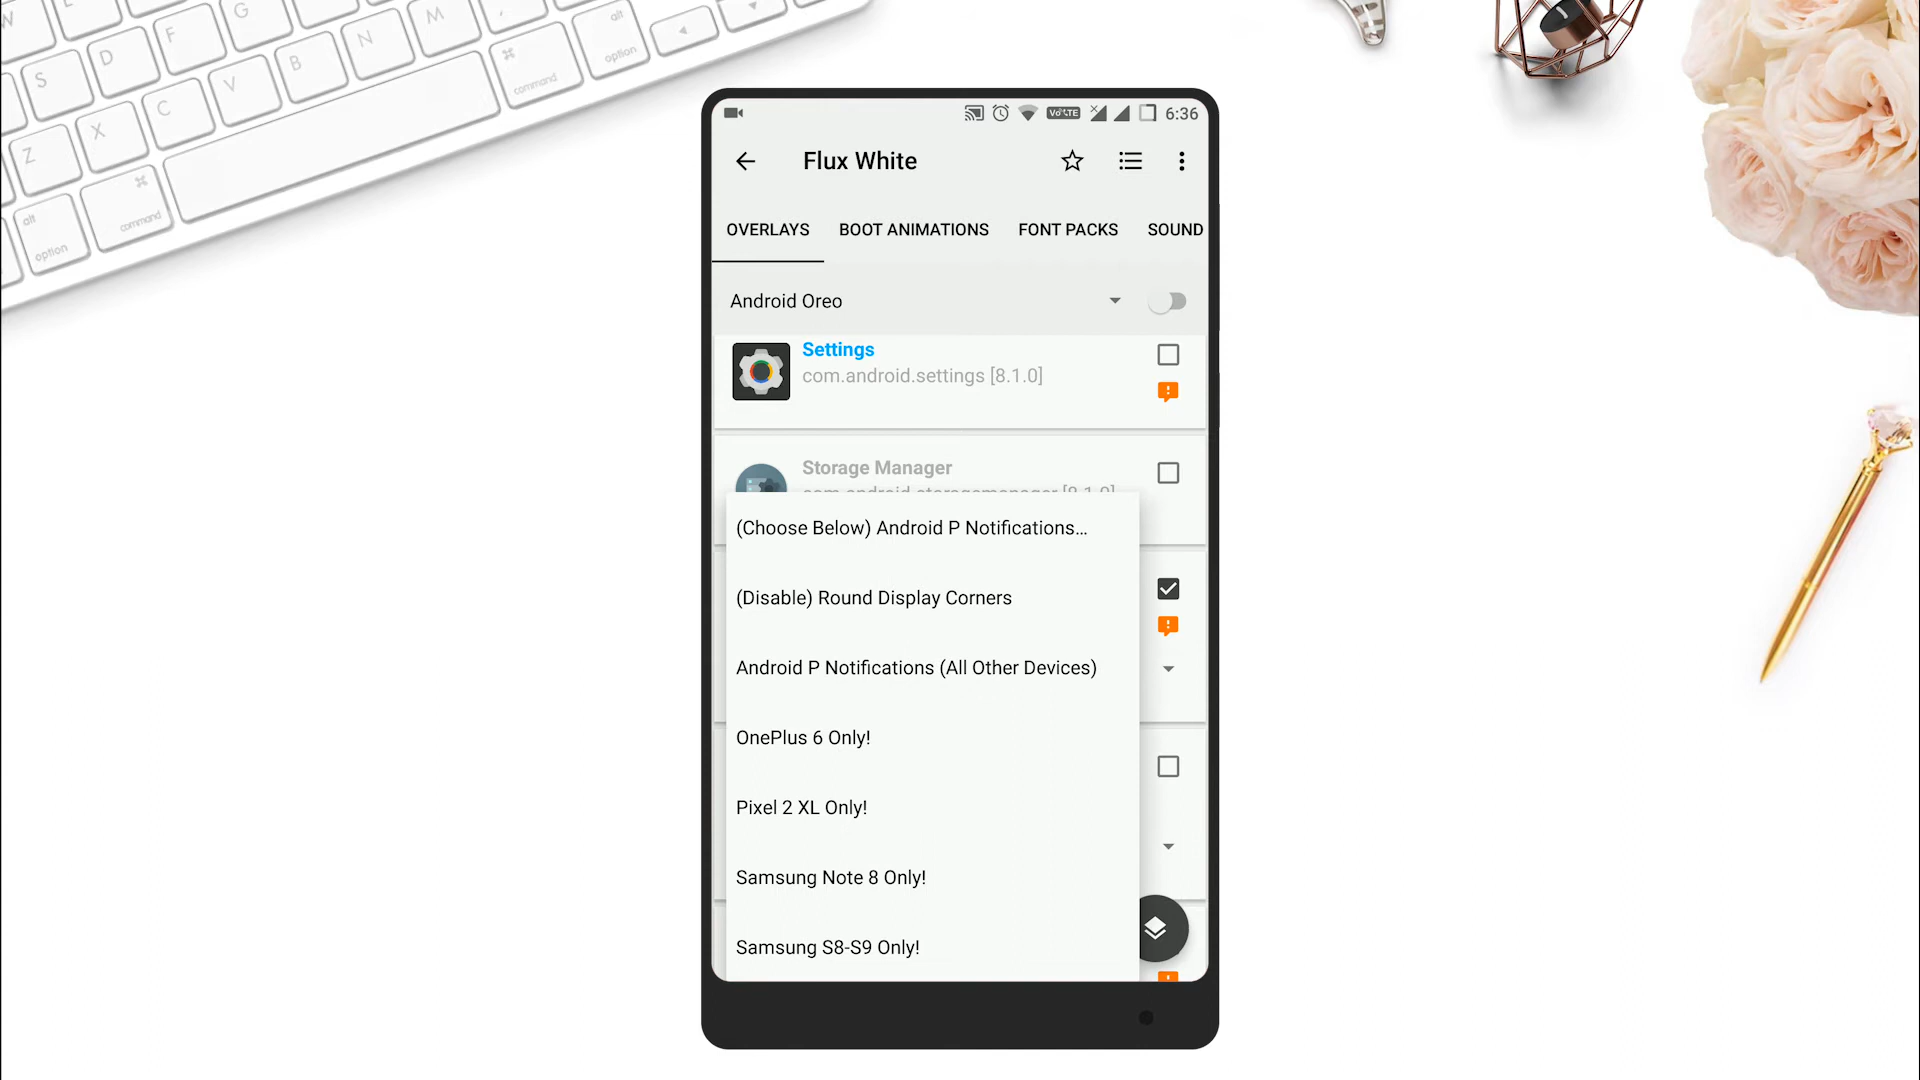 W
S
D
F
G
Z
X
C
V
B
N
M
alt
option
⌘
command
⌘
command
alt
option
VoLTE
6:36
Flux White
OVERLAYS
BOOT ANIMATIONS
FONT PACKS
SOUND
Android Oreo
Settings
com.android.settings [8.1.0]
Storage Manager
com.android.storagemanager [8.1.0]
(Choose Below) Android P Notifications...
(Disable) Round Display Corners
Android P Notifications (All Other Devices)
OnePlus 6 Only!
Pixel 2 XL Only!
Samsung Note 8 Only!
Samsung S8-S9 Only!